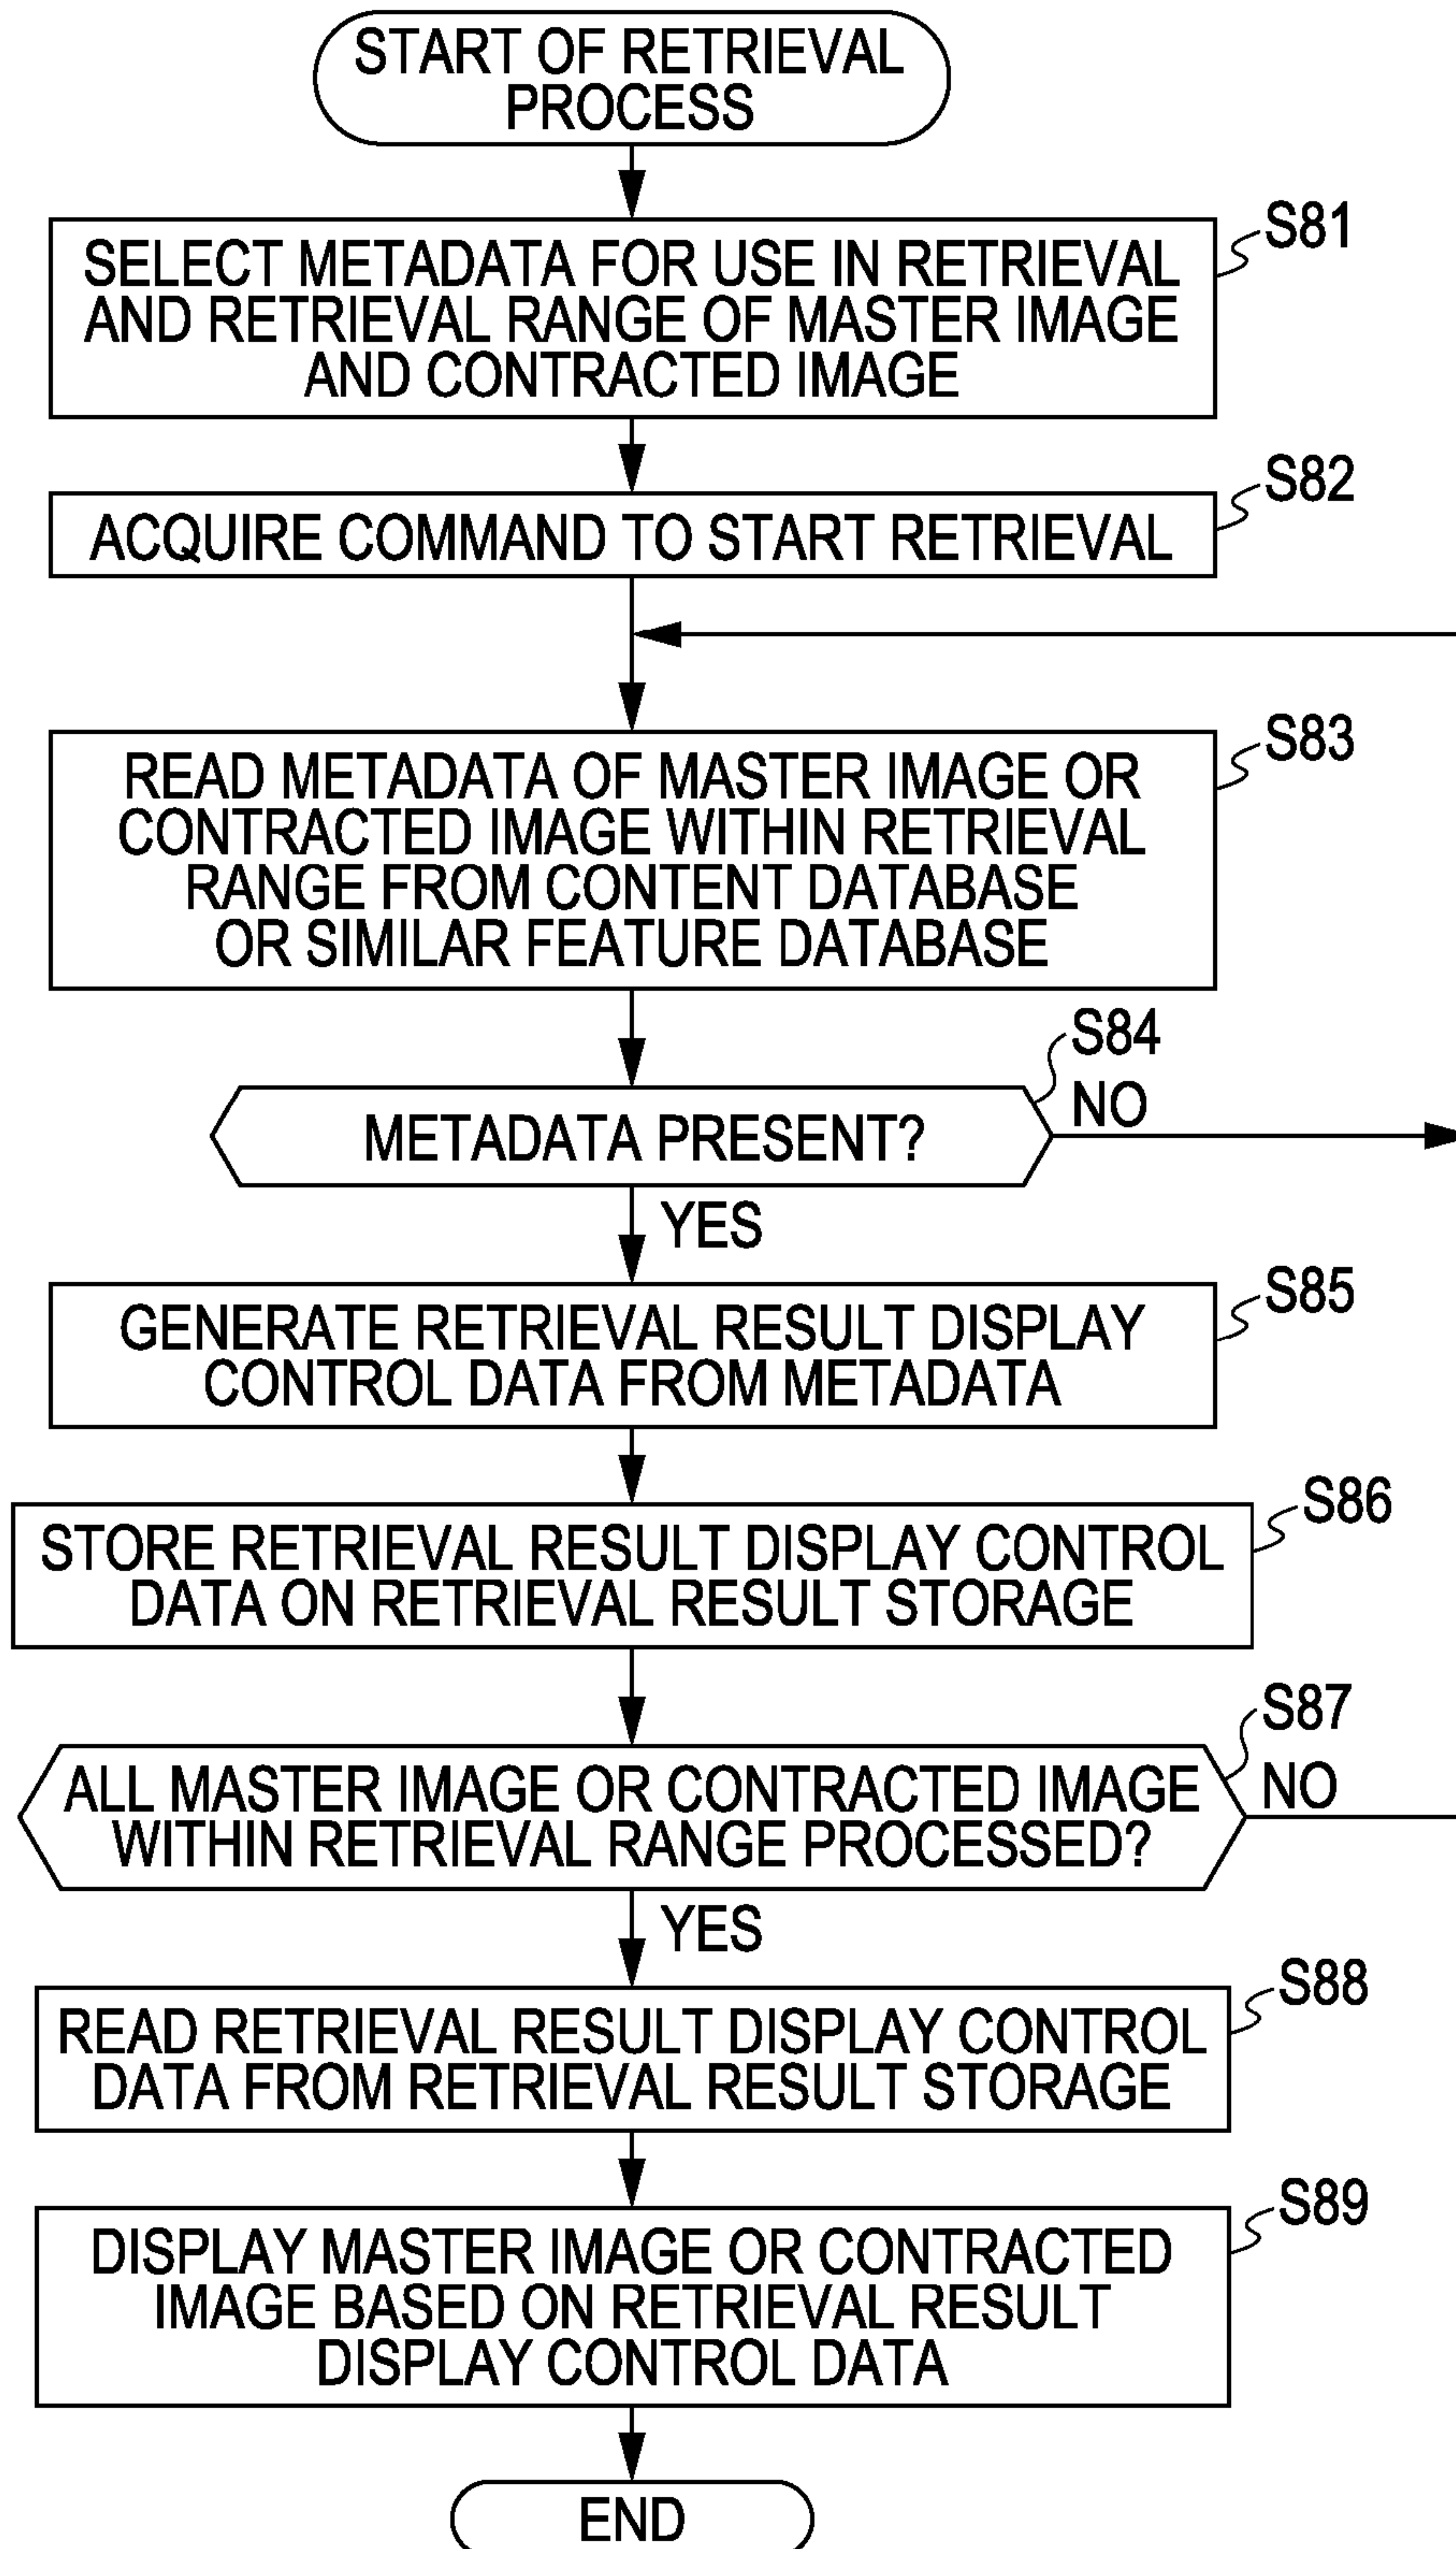 START OF RETRIEVAL
PROCESS
S81
SELECT METADATA FOR USE IN RETRIEVAL
AND RETRIEVAL RANGE OF MASTER IMAGE
AND CONTRACTED IMAGE
S82
ACQUIRE COMMAND TO START RETRIEVAL
S83
READ METADATA OF MASTER IMAGE OR
CONTRACTED IMAGE WITHIN RETRIEVAL
RANGE FROM CONTENT DATABASE
OR SIMILAR FEATURE DATABASE
S84
METADATA PRESENT?
NO
YES
S85
GENERATE RETRIEVAL RESULT DISPLAY
CONTROL DATA FROM METADATA
S86
STORE RETRIEVAL RESULT DISPLAY CONTROL
DATA ON RETRIEVAL RESULT STORAGE
S87
ALL MASTER IMAGE OR CONTRACTED IMAGE
WITHIN RETRIEVAL RANGE PROCESSED?
NO
YES
S88
READ RETRIEVAL RESULT DISPLAY CONTROL
DATA FROM RETRIEVAL RESULT STORAGE
S89
DISPLAY MASTER IMAGE OR CONTRACTED
IMAGE BASED ON RETRIEVAL RESULT
DISPLAY CONTROL DATA
END